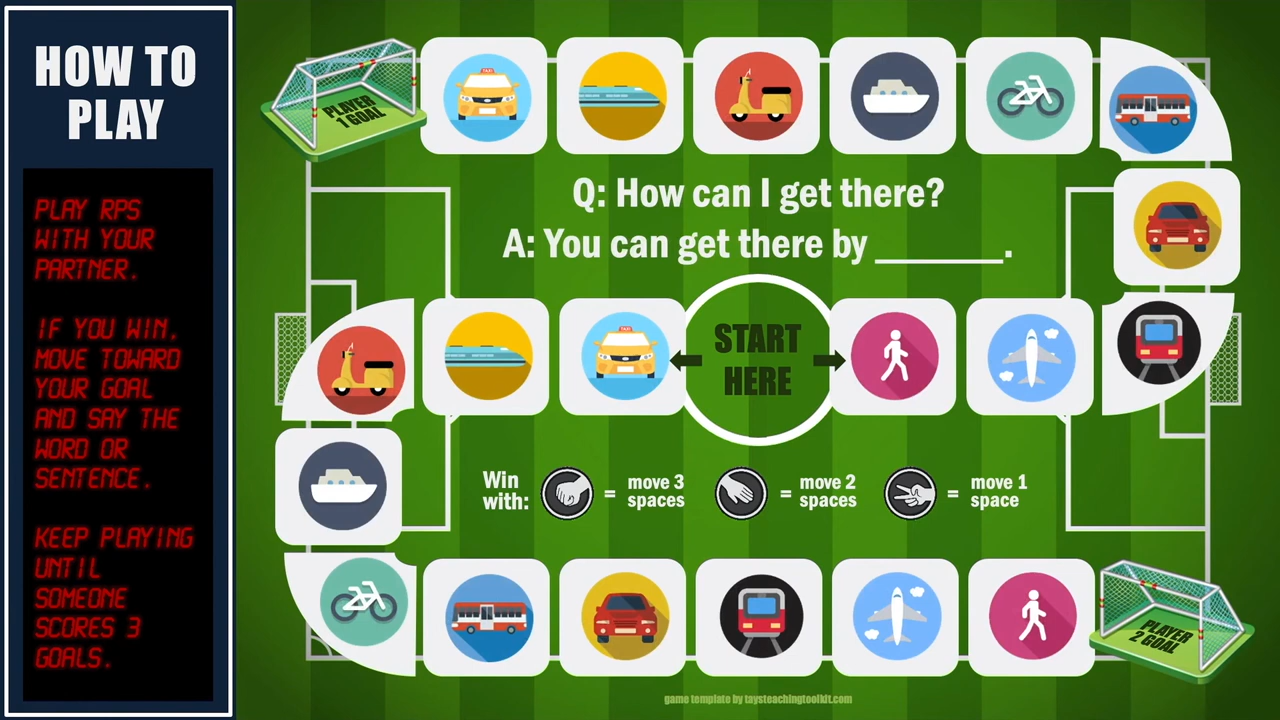 HOW TO
PLAY
PLAY RPS
WITH YOUR
PARTNER.
IF YOU WIN,
MOVE TOWARD
YOUR GOAL
AND SAY THE
WORD OR
SENTENCE.
KEEP PLAYING
UNTIL
SOMEONE
SCORES 3
GOALS.
PLAYER
1 GOAL
TAXI
Q: How can I get there?
A: You can get there by ________.
TAXI
START
HERE
Win
with:
= move 3
spaces
= move 2
spaces
= move 1
space
PLAYER
2 GOAL
game template by taysteachingtoolkit.com